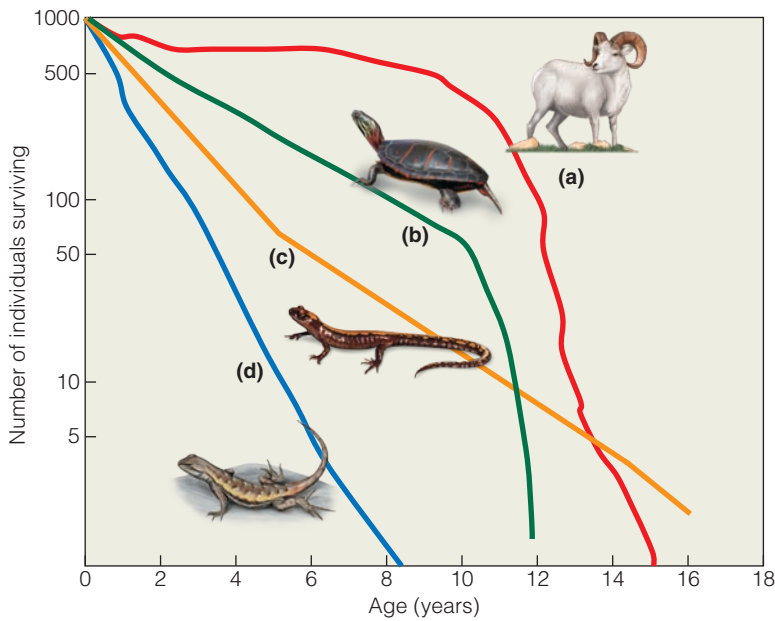 1000
500
100
50
10
5
Number of individuals surviving
(a)
(b)
(c)
(d)
0 2 4 6 8 10 12 14 16 18
Age (years)